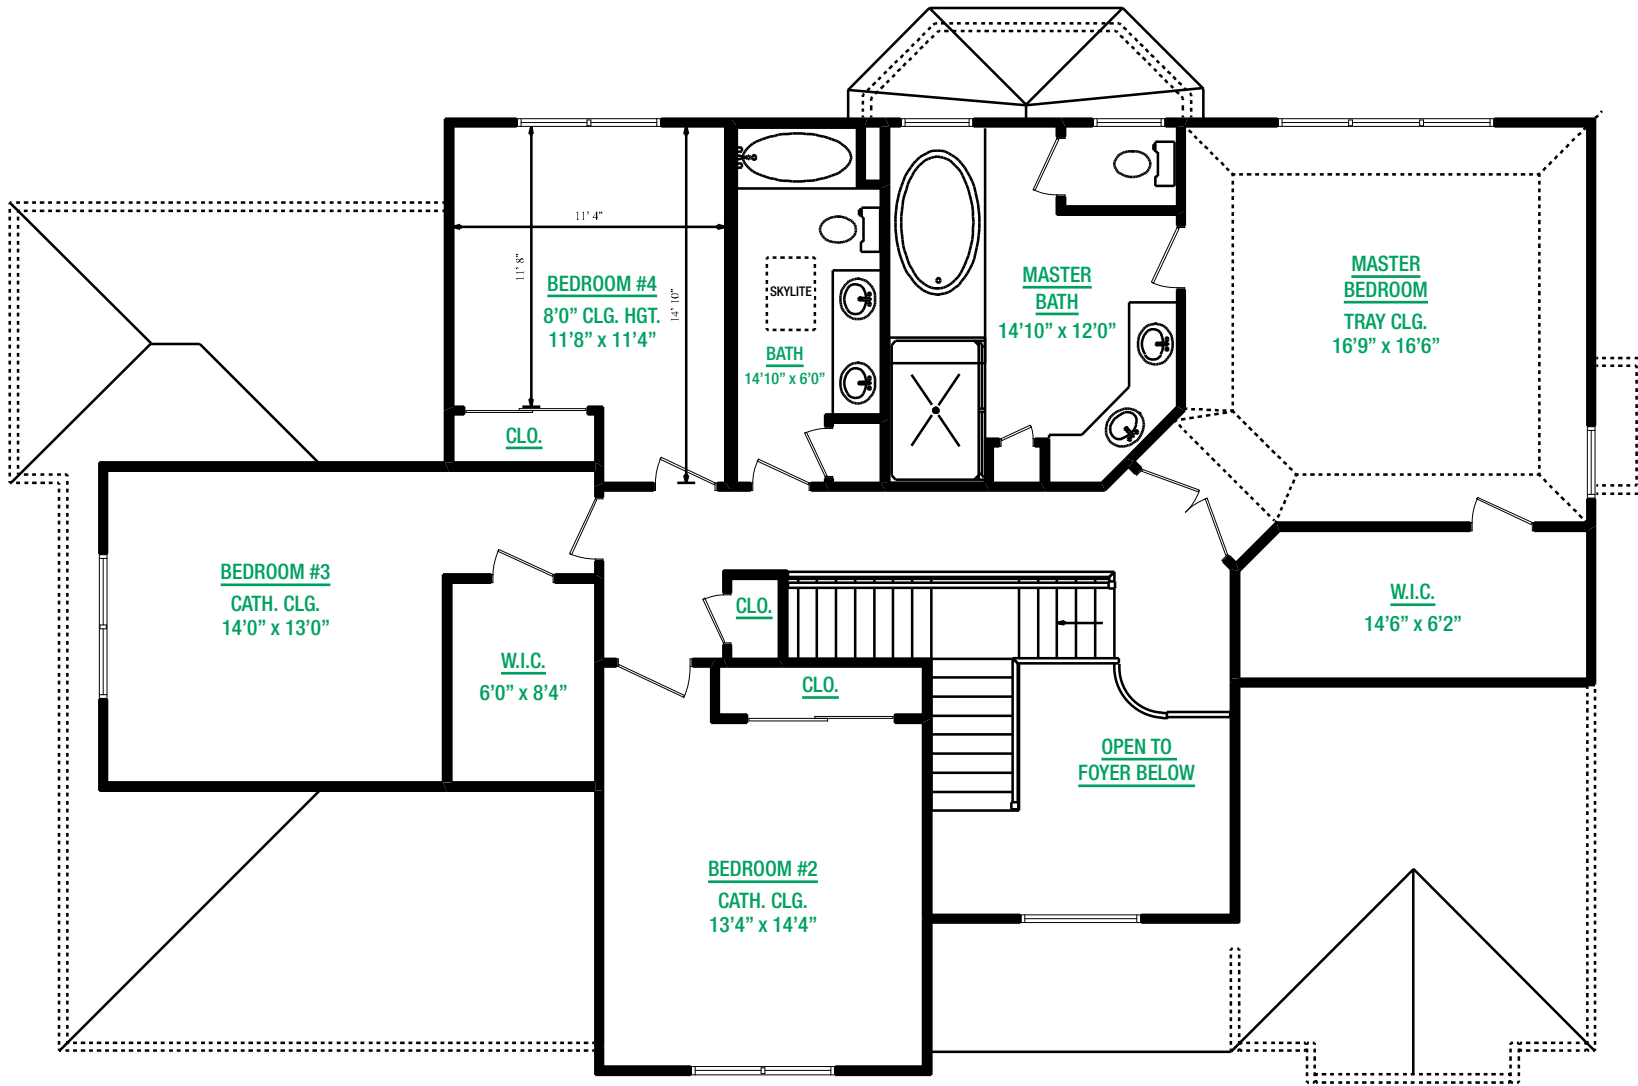 11' 4"
11' 8"
14' 10"
BEDROOM #4
8’0” CLG. HGT.
11’8” x 11’4”
CLO.
SKYLITE
BATH
14’10” x 6’0”
MASTER
BATH
14’10” x 12’0”
MASTER
BEDROOM
TRAY CLG.
16’9” x 16’6”
BEDROOM #3
CATH. CLG.
14’0” x 13’0”
W.I.C.
6’0” x 8’4”
CLO.
CLO.
W.I.C.
14’6” x 6’2”
OPEN TO
FOYER BELOW
BEDROOM #2
CATH. CLG.
13’4” x 14’4”